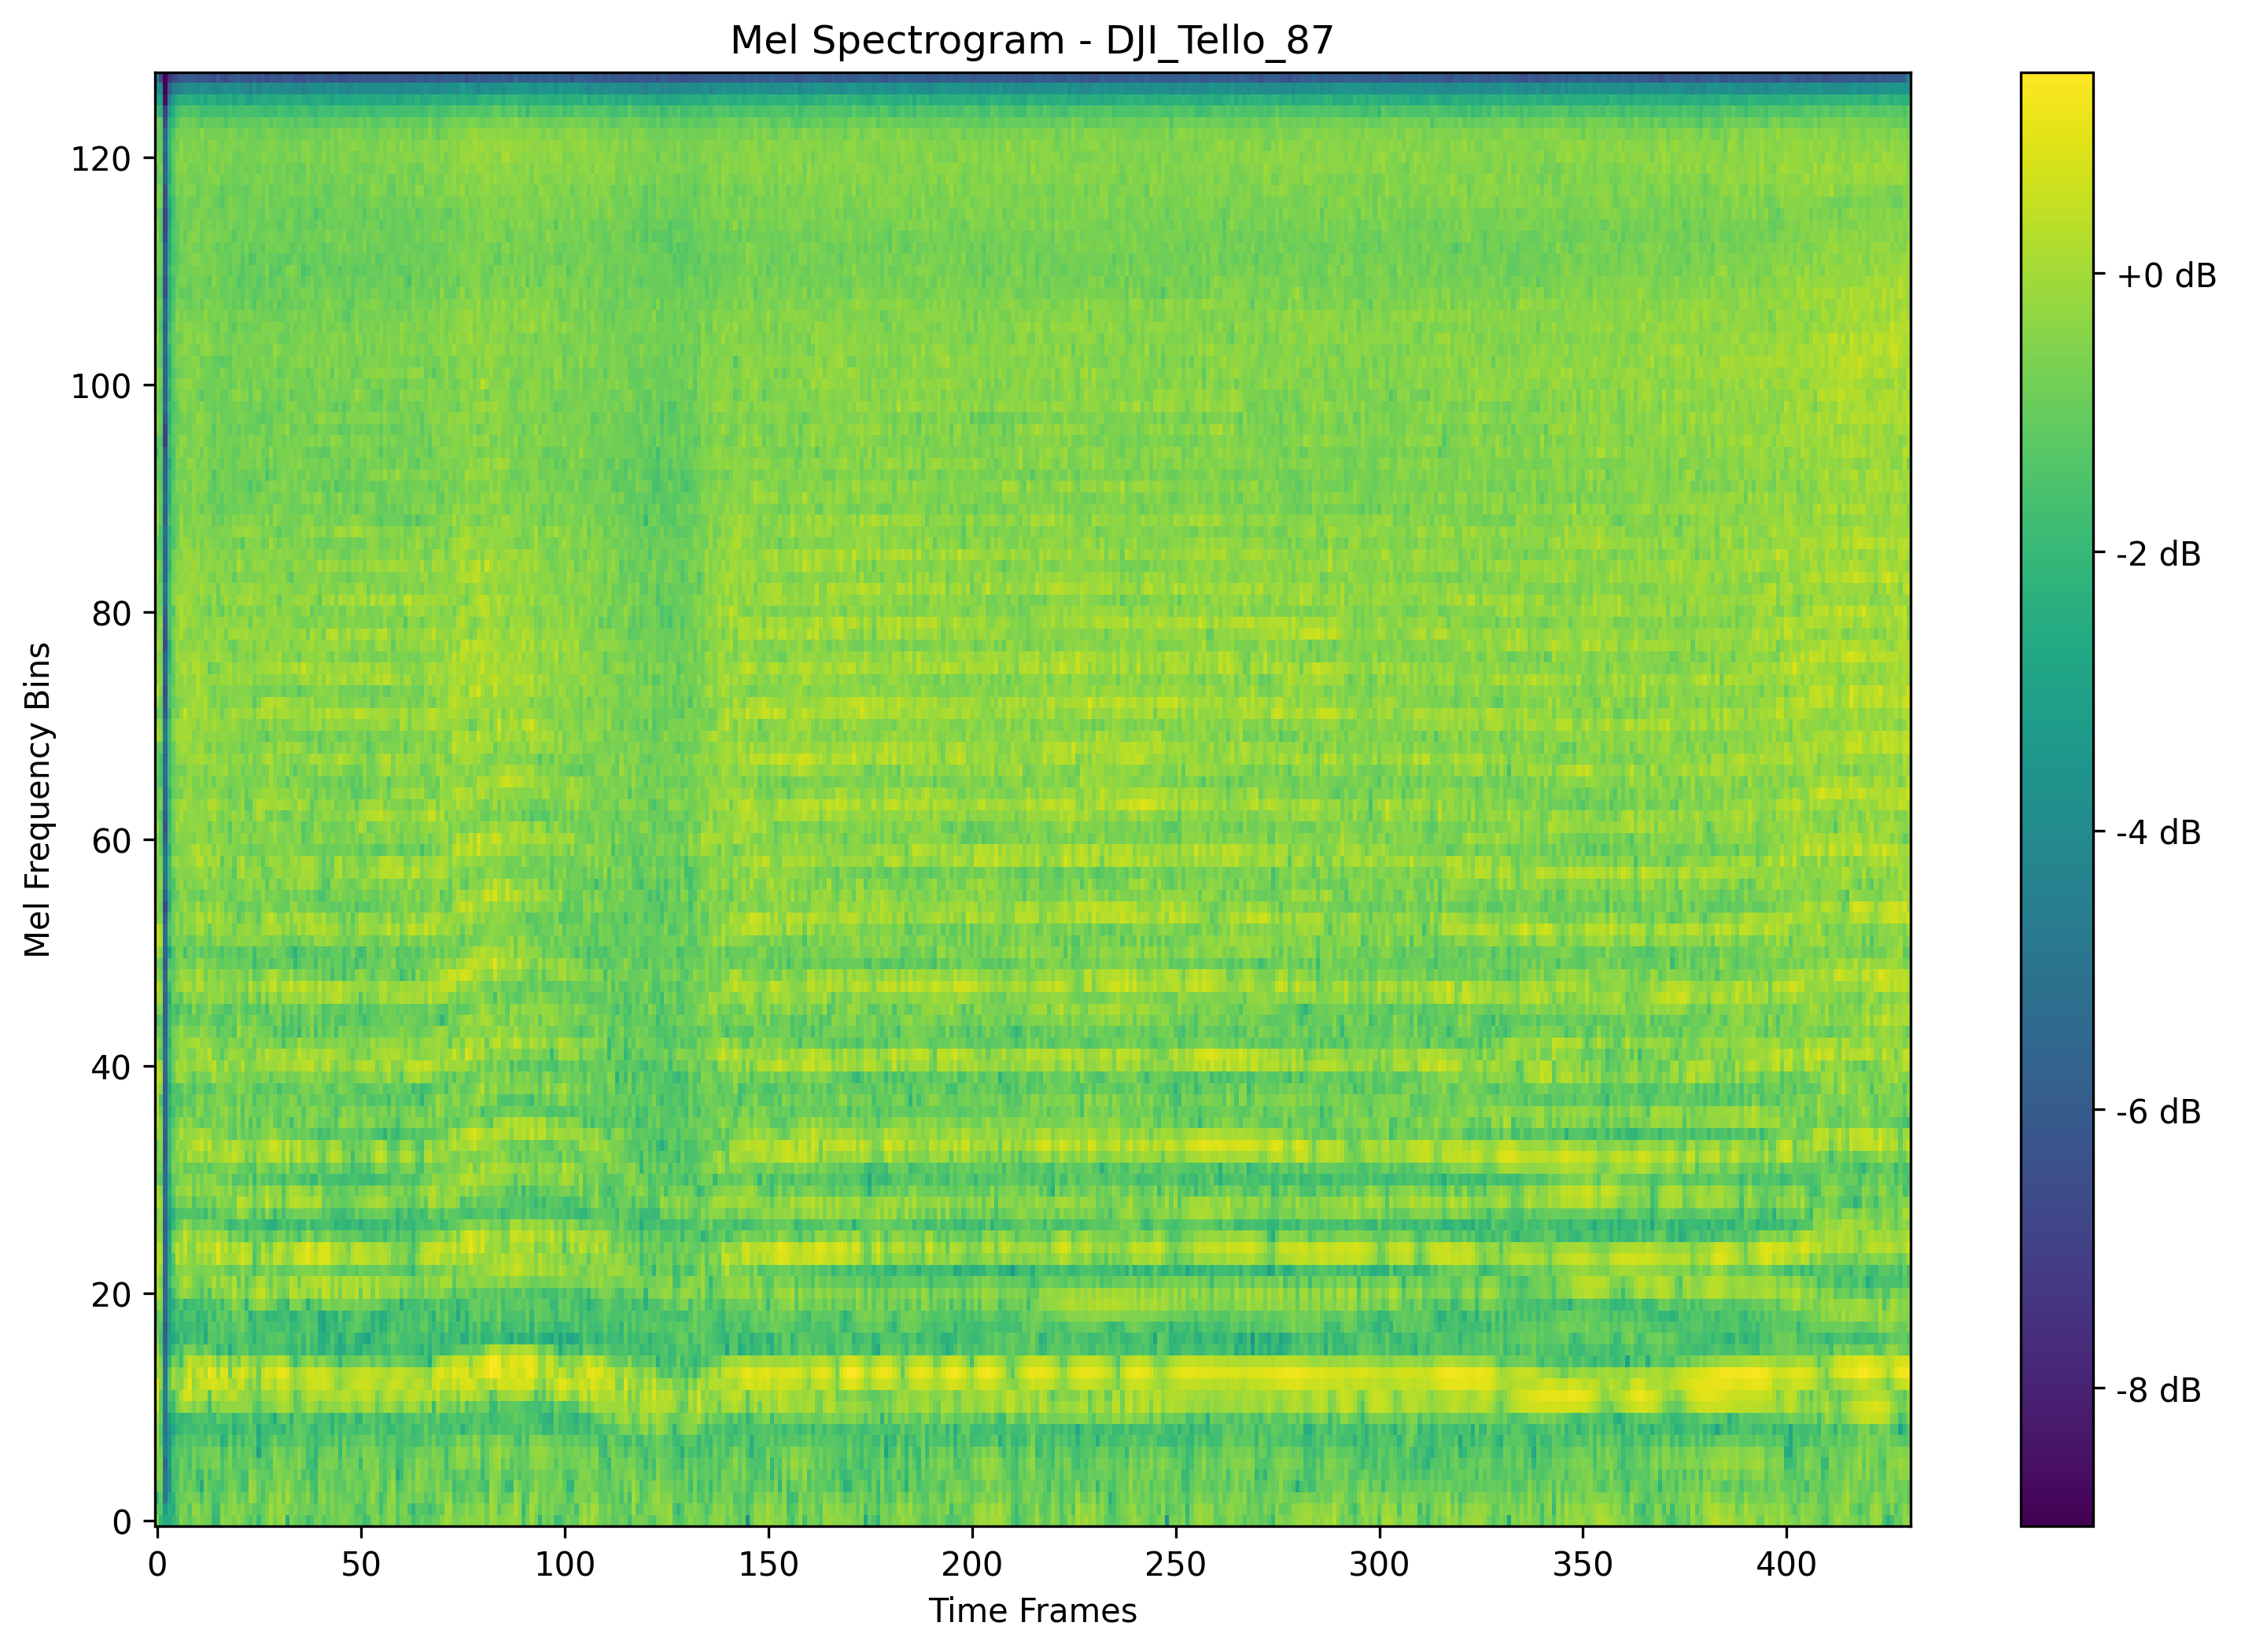 Mel Spectrogram - DJI_Tello_87
Mel Frequency Bins
120
100
80
60
40
20
0
0 50 100 150 200 250 300 350 400
Time Frames
+0 dB
-2 dB
-4 dB
-6 dB
-8 dB